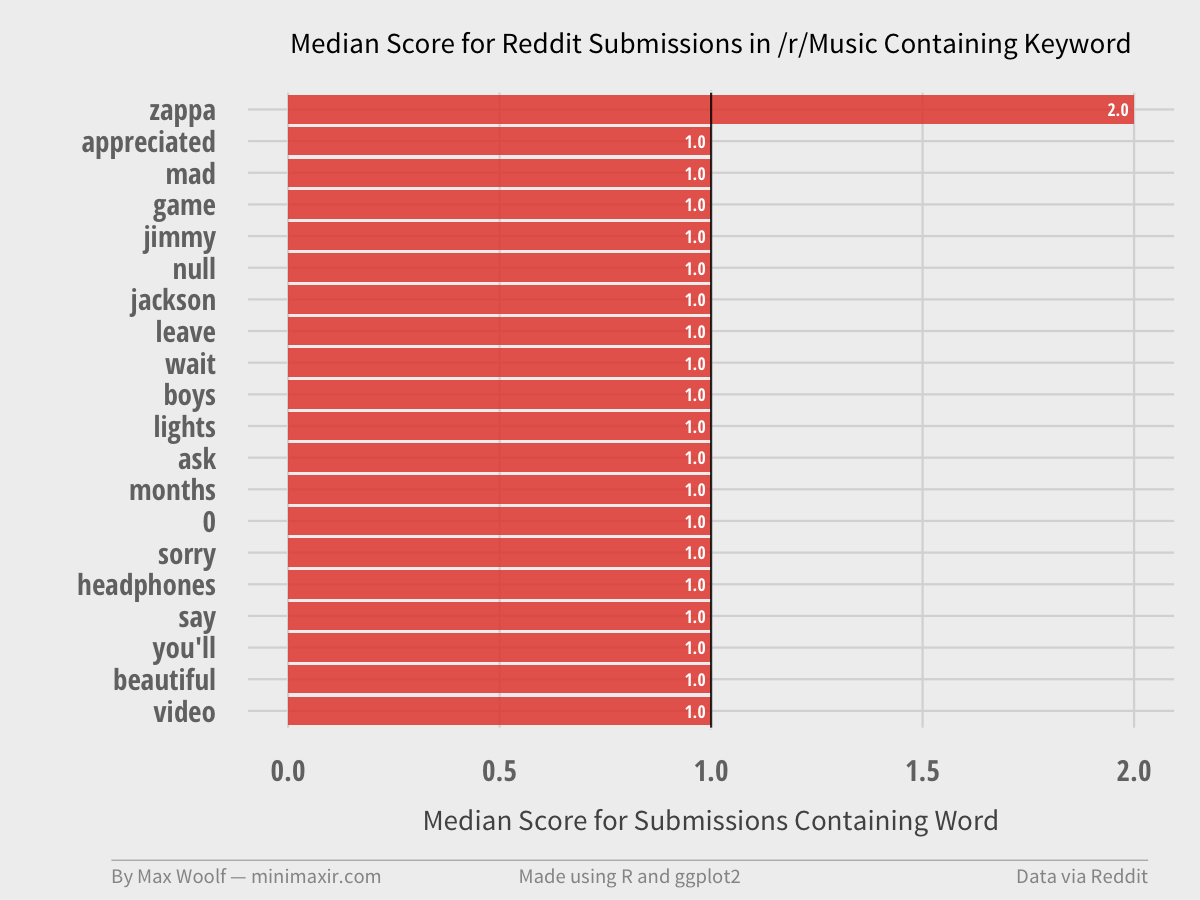 Median Score for Reddit Submissions in /r/Music Containing Keyword
zappa 2.0
appreciated 1.0
mad 1.0
game 1.0
jimmy 1.0
null 1.0
jackson 1.0
leave 1.0
wait 1.0
boys 1.0
lights 1.0
ask 1.0
months 1.0
0 1.0
sorry 1.0
headphones 1.0
say 1.0
you'll 1.0
beautiful 1.0
video 1.0
0.0 0.5 1.0 1.5 2.0
Median Score for Submissions Containing Word
By Max Woolf — minimaxir.com Made using R and ggplot2 Data via Reddit